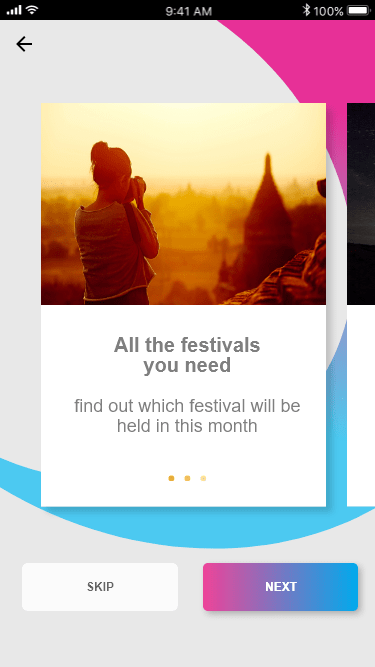 9:41 AM
100%
All the festivals
you need
find out which festival will be
held in this month
SKIP
NEXT